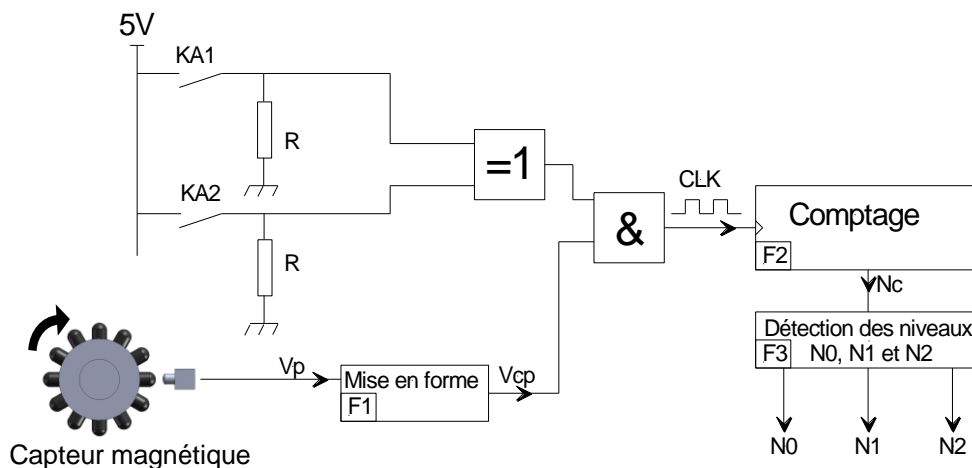 5V
KA1
R
=1
KA2
CLK
Comptage
&
F2
R
Nc
Détection des niveaux
N0, N1 et N2
F3
Vp
Mise en forme
Vcp
F1
N0
N1
N2
Capteur magnétique